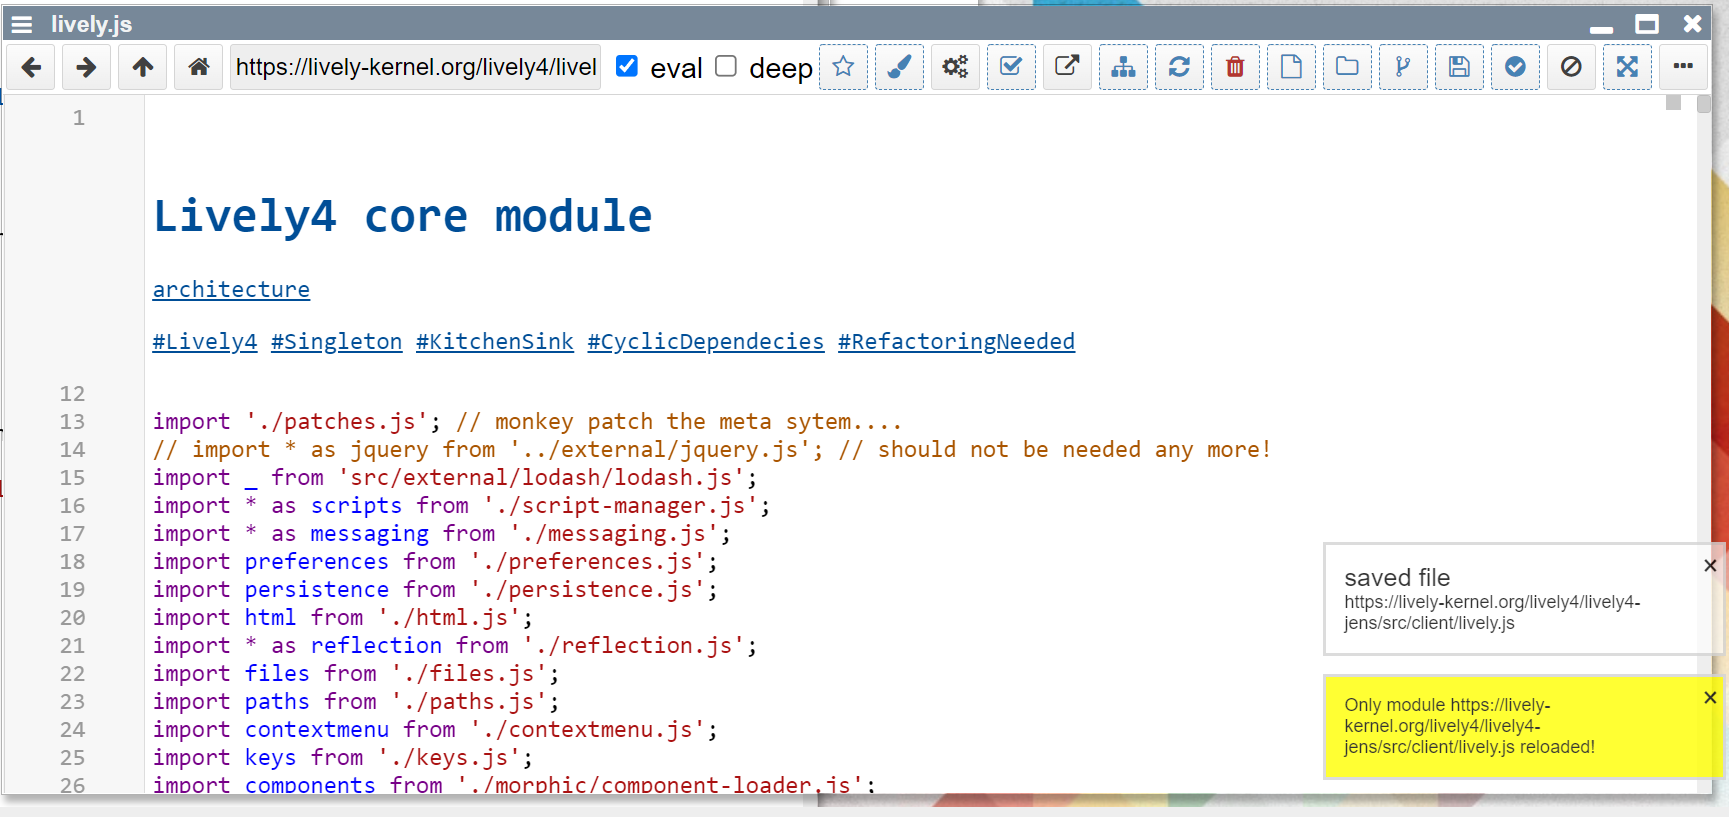 lively.js
https://lively-kernel.org/lively4/livel
eval deep
1
Lively4 core module
architecture
#Lively4 #Singleton #KitchenSink #CyclicDependecies #RefactoringNeeded
12
13 import './patches.js'; // monkey patch the meta sytem....
14 // import * as jquery from '../external/jquery.js'; // should not be needed any more!
15 import _ from 'src/external/lodash/lodash.js';
16 import * as scripts from './script-manager.js';
17 import * as messaging from './messaging.js';
18 import preferences from './preferences.js';
19 import persistence from './persistence.js';
20 import html from './html.js';
21 import * as reflection from './reflection.js';
22 import files from './files.js';
23 import paths from './paths.js';
24 import contextmenu from './contextmenu.js';
25 import keys from './keys.js';
26 import components from './morphic/component-loader.js';
saved file
https://lively-kernel.org/lively4/lively4-
jens/src/client/lively.js
Only module https://lively-
kernel.org/lively4/lively4-
jens/src/client/lively.js reloaded!